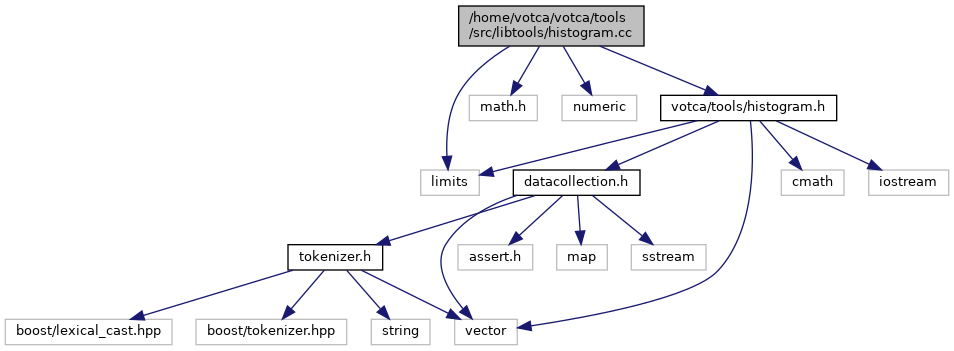 /home/votca/votca/tools
/src/libtools/histogram.cc
math.h
numeric
votca/tools/histogram.h
limits
datacollection.h
cmath
iostream
tokenizer.h
assert.h
map
sstream
boost/lexical_cast.hpp
boost/tokenizer.hpp
string
vector